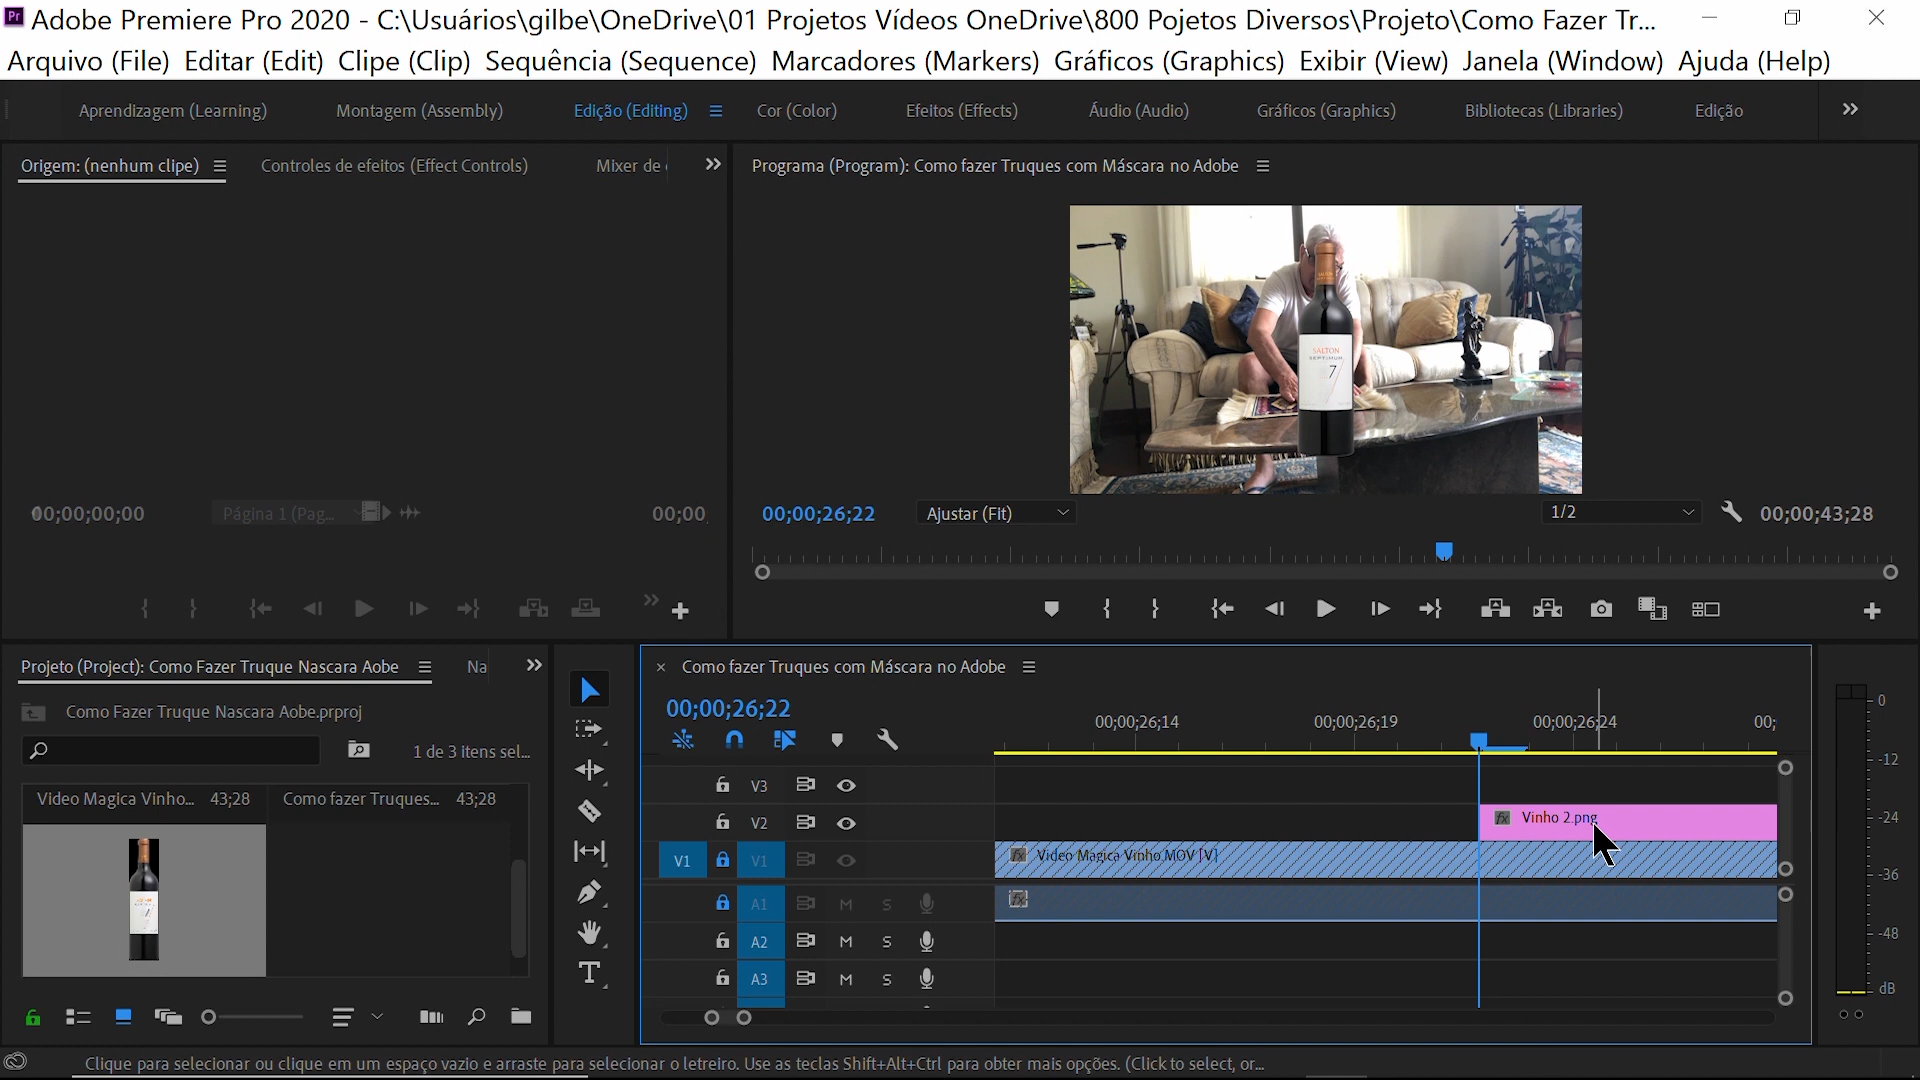 Adobe Premiere Pro 2020 - C:\Usuários\gilbe\OneDrive\01 Projetos Vídeos OneDrive\800 Pojetos Diversos\Projeto\Como Fazer Tr...
Arquivo (File) Editar (Edit) Clipe (Clip) Sequência (Sequence) Marcadores (Markers) Gráficos (Graphics) Exibir (View) Janela (Window) Ajuda (Help)
Aprendizagem (Learning) Montagem (Assembly) Edição (Editing) Cor (Color) Efeitos (Effects) Áudio (Audio) Gráficos (Graphics) Bibliotecas (Libraries) Edição
Origem: (nenhum clipe) Controles de efeitos (Effect Controls) Mixer de
Programa (Program): Como fazer Truques com Máscara no Adobe
SALTON
SEPTIMUM
7
00;00;00;00 Página 1 (Pag... 00;00,
00;00;26;22 Ajustar (Fit) 1/2 00;00;43;28
Projeto (Project): Como Fazer Truque Nascara Aobe Na
Como Fazer Truque Nascara Aobe.prproj
1 de 3 itens sel...
Video Magica Vinho... 43;28 Como fazer Truques... 43;28
Como fazer Truques com Máscara no Adobe
00;00;26;22
00;00;26;14 00;00;26;19 00;00;26;24 00;
V3
V2 fx Vinho 2.png
V1 V1 fx Video Magica Vinho.MOV [V]
A1 M S fx
A2 M S
A3 M S
0
-12
-24
-36
-48
dB
Clique para selecionar ou clique em um espaço vazio e arraste para selecionar o letreiro. Use as teclas Shift+Alt+Ctrl para obter mais opções. (Click to select, or...